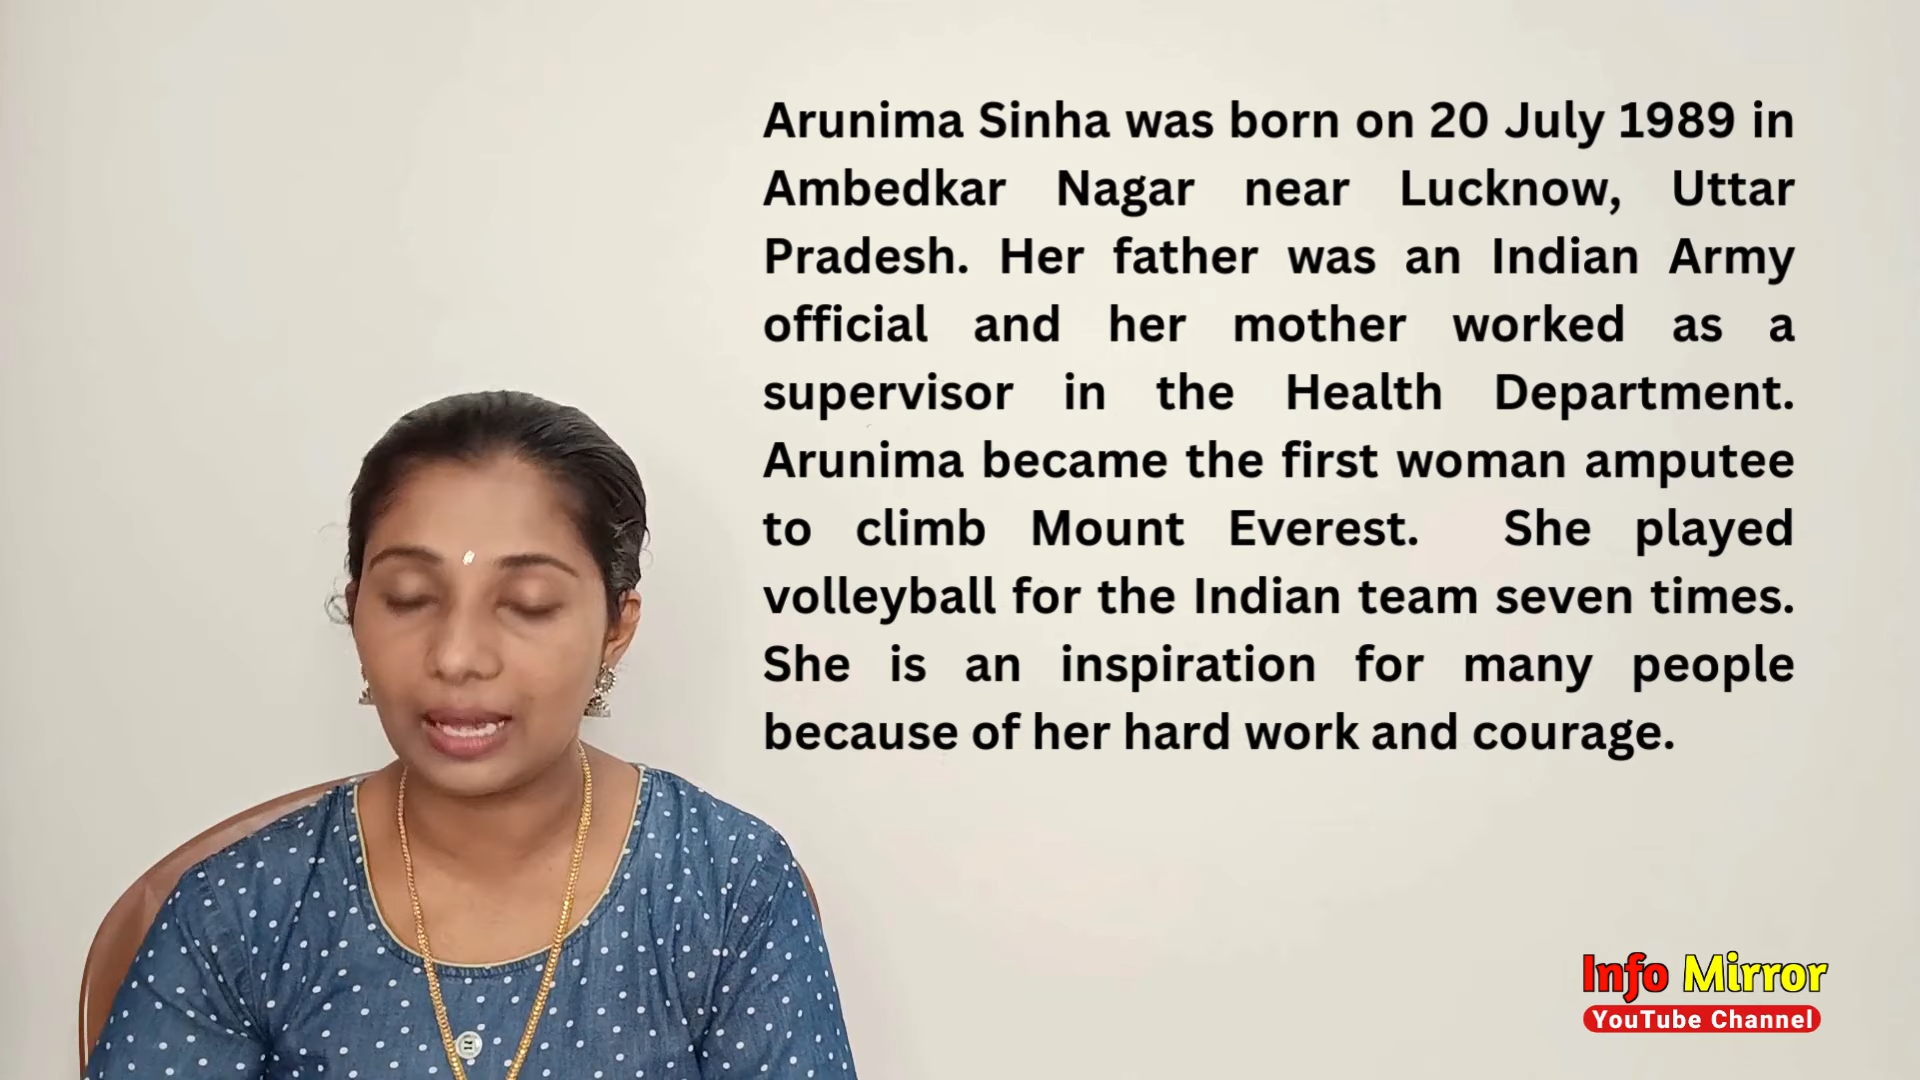 Arunima Sinha was born on 20 July 1989 in
Ambedkar Nagar near Lucknow, Uttar
Pradesh. Her father was an Indian Army
official and her mother worked as a
supervisor in the Health Department.
Arunima became the first woman amputee
to climb Mount Everest. She played
volleyball for the Indian team seven times.
She is an inspiration for many people
because of her hard work and courage.
Info Mirror
YouTube Channel